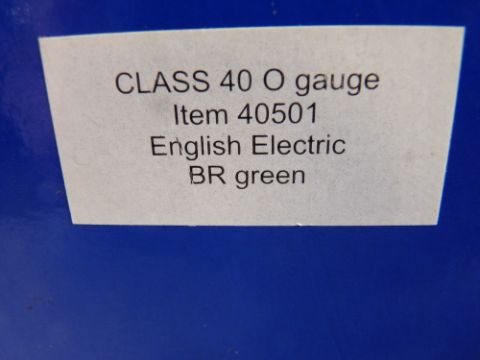 CLASS 40 O gauge
Item 40501
English Electric
BR green